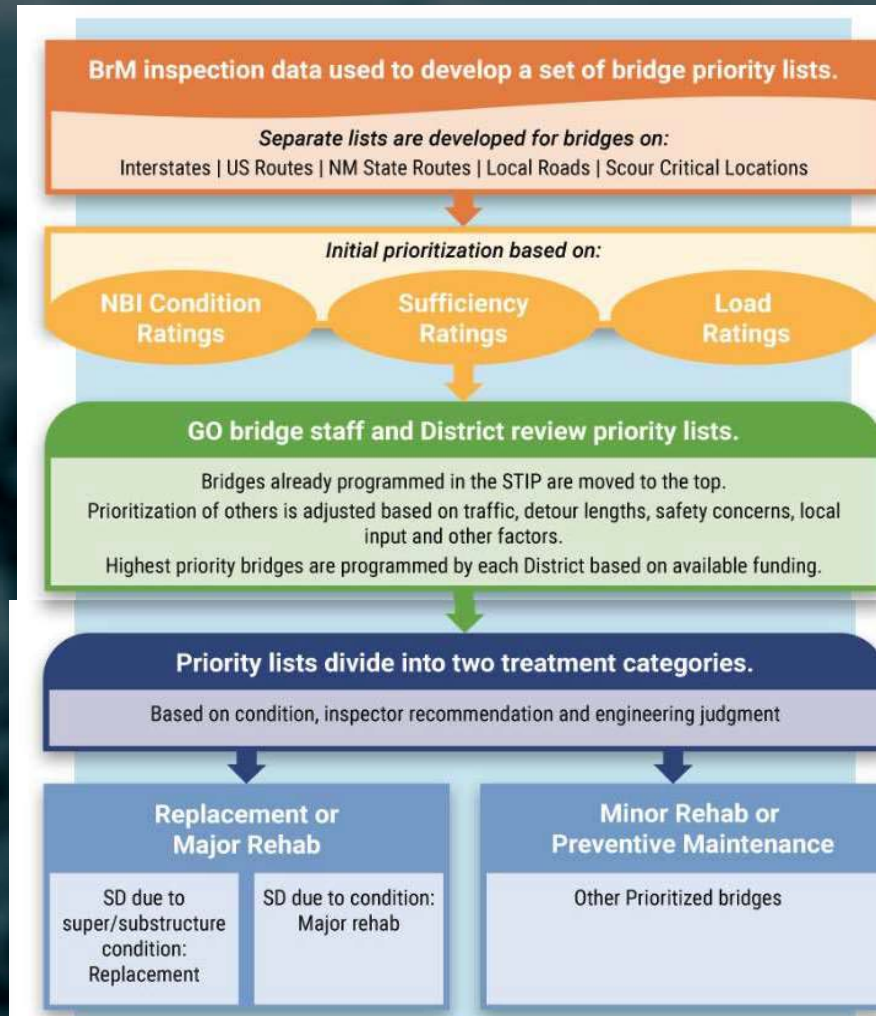 BrM inspection data used to develop a set of bridge priority lists.
Separate lists are developed for bridges on:
Interstates | US Routes | NM State Routes | Local Roads | Scour Critical Locations
Initial prioritization based on:
NBI Condition
Ratings
Sufficiency
Ratings
Load
Ratings
GO bridge staff and District review priority lists.
Bridges already programmed in the STIP are moved to the top.
Prioritization of others is adjusted based on traffic, detour lengths, safety concerns, local
input and other factors.
Highest priority bridges are programmed by each District based on available funding.
Priority lists divide into two treatment categories.
Based on condition, inspector recommendation and engineering judgment
Replacement or
Major Rehab
SD due to
super/substructure
condition:
Replacement
SD due to condition:
Major rehab
Minor Rehab or
Preventive Maintenance
Other Prioritized bridges